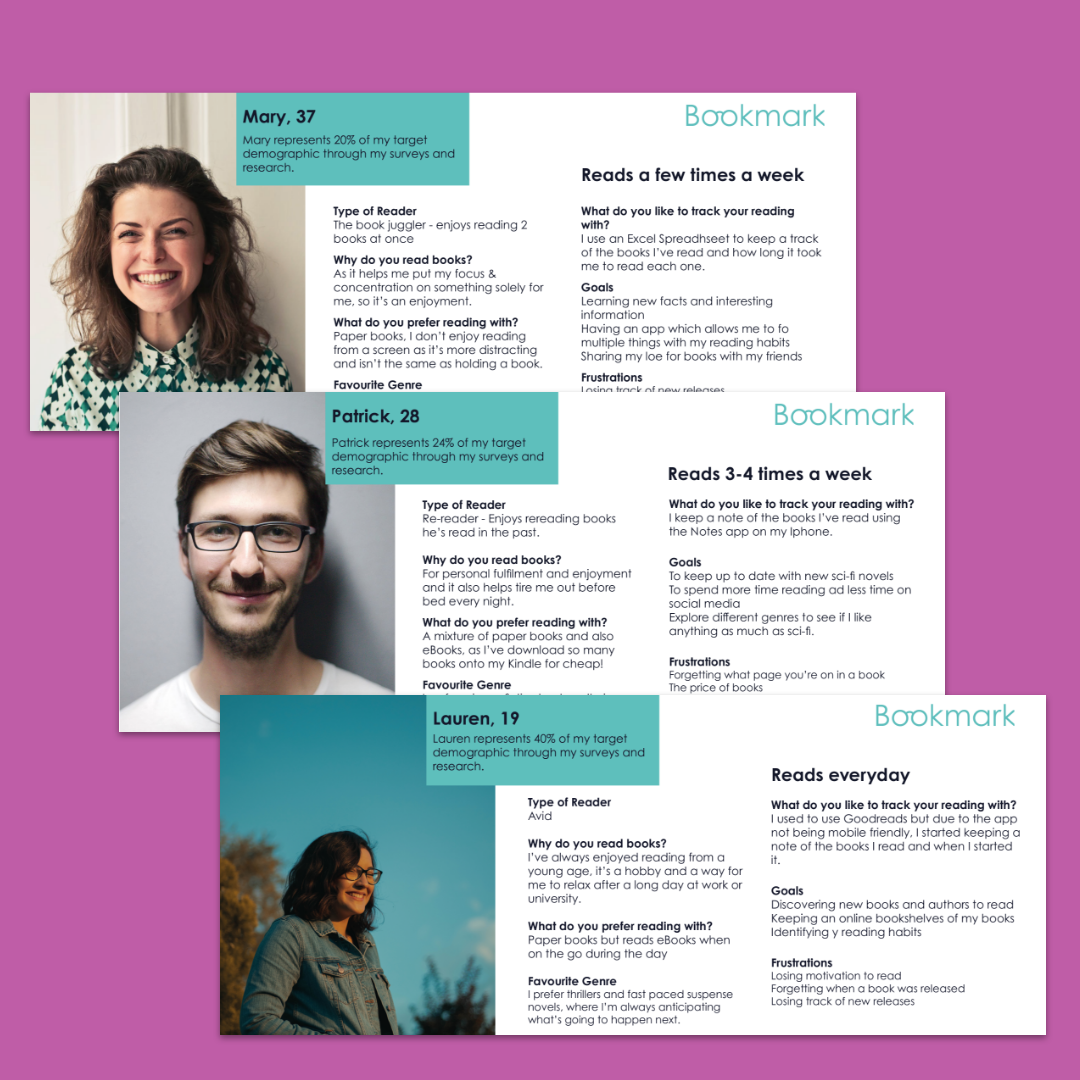 Mary, 37
Mary represents 20% of my target
demographic through my surveys and
research.
Bookmark
Type of Reader
The book juggler - enjoys reading 2
books at once
Why do you read books?
As it helps me put my focus &
concentration on something solely for
me, so it's an enjoyment.
What do you prefer reading with?
Paper books, I don't enjoy reading
from a screen as it's more distracting
and isn't the same as holding a book.
Favourite Genre
Reads a few times a week
What do you like to track your reading
with?
I use an Excel Spreadhseet to keep a track
of the books I've read and how long it took
me to read each one.
Goals
Learning new facts and interesting
information
Having an app which allows me to fo
multiple things with my reading habits
Sharing my loe for books with my friends
Frustrations
Losing track of new releases
Patrick, 28
Patrick represents 24% of my target
demographic through my surveys and
research.
Bookmark
Type of Reader
Re-reader - Enjoys rereading books
he's read in the past.
Why do you read books?
For personal fulfilment and enjoyment
and it also helps tire me out before
bed every night.
What do you prefer reading with?
A mixture of paper books and also
eBooks, as I've download so many
books onto my Kindle for cheap!
Favourite Genre
Reads 3-4 times a week
What do you like to track your reading with?
I keep a note of the books I've read using
the Notes app on my Iphone.
Goals
To keep up to date with new sci-fi novels
To spend more time reading ad less time on
social media
Explore different genres to see if I like
anything as much as sci-fi.
Frustrations
Forgetting what page you're on in a book
The price of books
Lauren, 19
Lauren represents 40% of my target
demographic through my surveys and
research.
Bookmark
Type of Reader
Avid
Why do you read books?
I've always enjoyed reading from a
young age, it's a hobby and a way for
me to relax after a long day at work or
university.
What do you prefer reading with?
Paper books but reads eBooks when
on the go during the day
Favourite Genre
I prefer thrillers and fast paced suspense
novels, where I'm always anticipating
what's going to happen next.
Reads everyday
What do you like to track your reading with?
I used to use Goodreads but due to the app
not being mobile friendly, I started keeping a
note of the books I read and when I started
it.
Goals
Discovering new books and authors to read
Keeping an online bookshelves of my books
Identifying y reading habits
Frustrations
Losing motivation to read
Forgetting when a book was released
Losing track of new releases